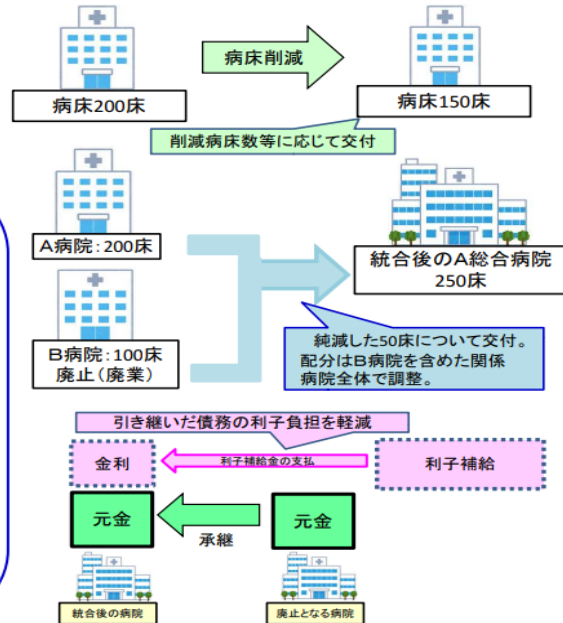 病床削減
病床200床
病床150床
削減病床数等に応じて交付
A病院:200床
統合後のA総合病院
250床
B病院:100床
廃止(廃業)
純減した50床について交付。
配分はB病院を含めた関係
病院全体で調整。
引き継いだ債務の利子負担を軽減
金利
利子補給金の支払
利子補給
元金
承継
元金
統合後の病院
廃止となる病院